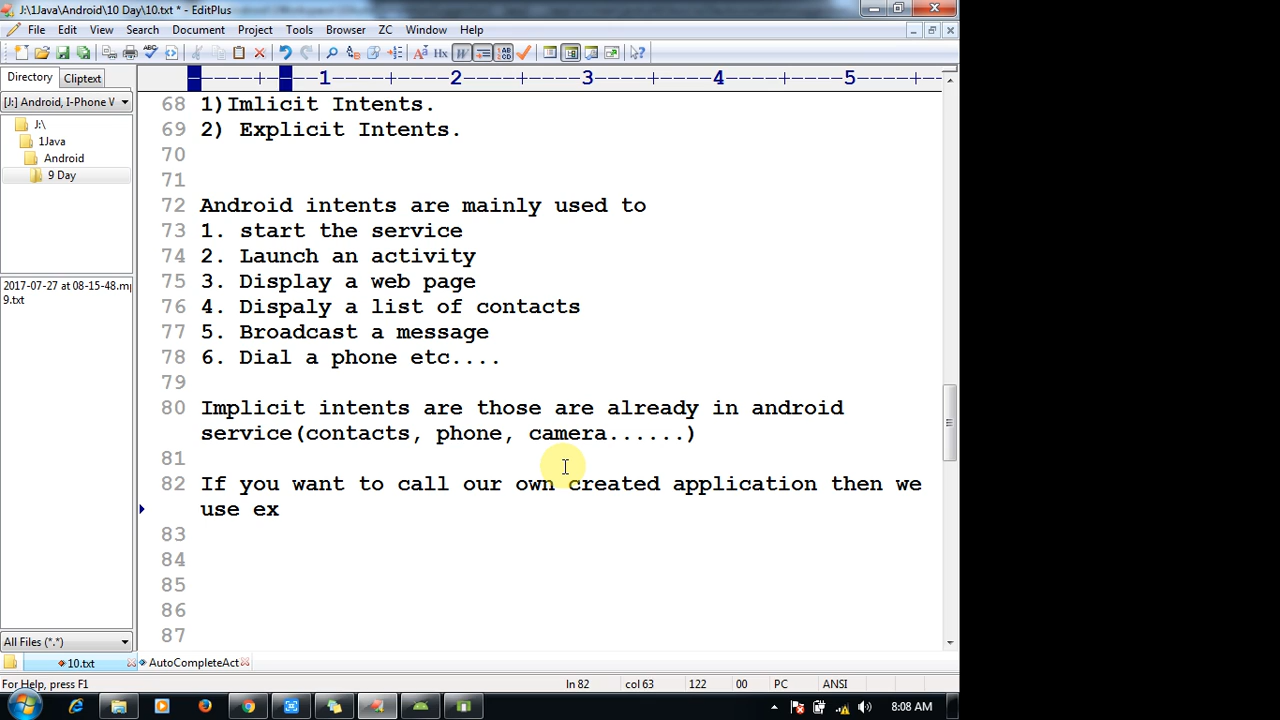 J:\1Java\Android\10 Day\10.txt * - EditPlus
File Edit View Search Document Project Tools Browser ZC Window Help
Directory Cliptext
[J:] Android, I-Phone V
J:\
1Java
Android
9 Day
2017-07-27 at 08-15-48.mp
9.txt
All Files (*.*)
----+----1----+----2----+----3----+----4----+----5----+--
68 1)Imlicit Intents.
69 2) Explicit Intents.
70
71
72 Android intents are mainly used to
73 1. start the service
74 2. Launch an activity
75 3. Display a web page
76 4. Dispaly a list of contacts
77 5. Broadcast a message
78 6. Dial a phone etc....
79
80 Implicit intents are those are already in android
service(contacts, phone, camera......)
81
82 If you want to call our own created application then we
use ex
83
84
85
86
87
10.txt AutoCompleteAct
For Help, press F1 ln 82 col 63 122 00 PC ANSI
8:08 AM